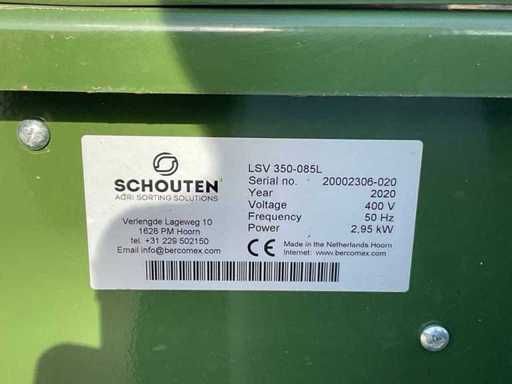 SCHOUTEN
AGRI SORTING SOLUTIONS
Verlengde Lageweg 10
1628 PM Hoorn
tel. +31 229 502150
Email info@bercomex.com
LSV 350-085L
Serial no. 20002306-020
Year 2020
Voltage 400 V
Frequency 50 Hz
Power 2,95 kW
CE Made in the Netherlands Hoorn
Internet: www.bercomex.com